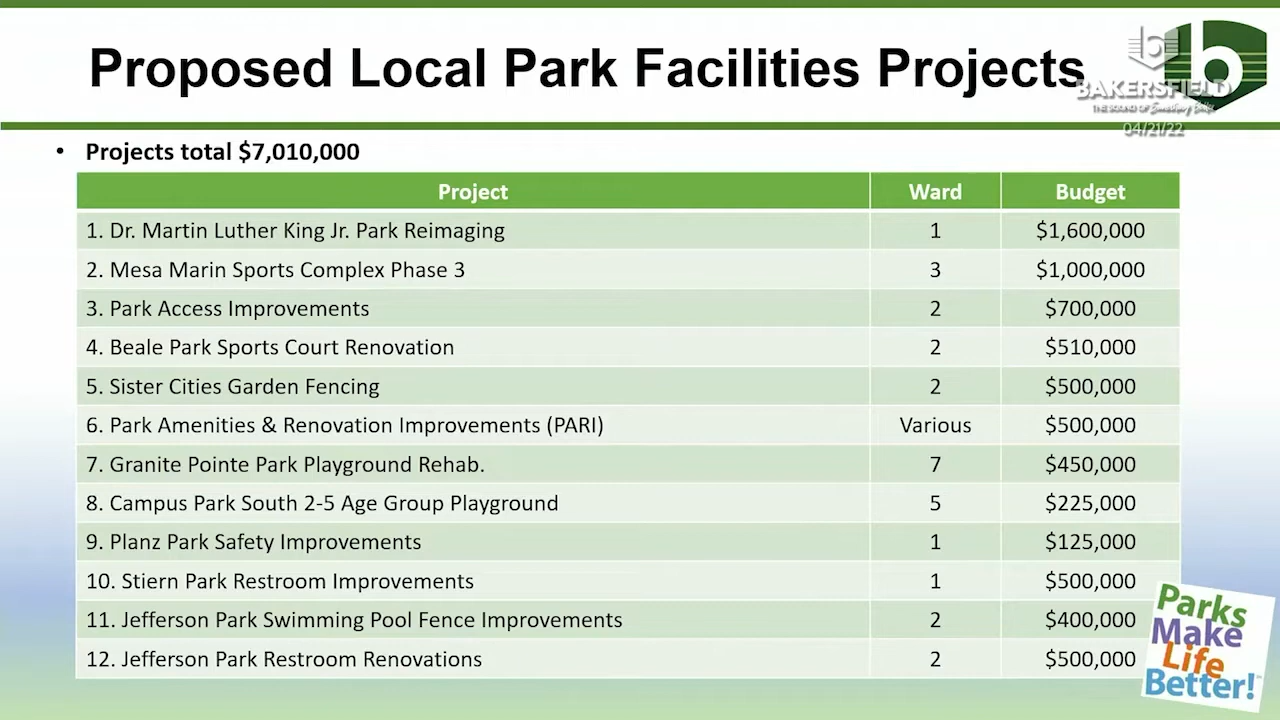 Proposed Local Park Facilities Projects
b
b
BAKERSFIELD
THE SOUND OF Something Better
04/21/22
• Projects total $7,010,000
Project Ward Budget
1. Dr. Martin Luther King Jr. Park Reimaging 1 $1,600,000
2. Mesa Marin Sports Complex Phase 3 3 $1,000,000
3. Park Access Improvements 2 $700,000
4. Beale Park Sports Court Renovation 2 $510,000
5. Sister Cities Garden Fencing 2 $500,000
6. Park Amenities & Renovation Improvements (PARI) Various $500,000
7. Granite Pointe Park Playground Rehab. 7 $450,000
8. Campus Park South 2-5 Age Group Playground 5 $225,000
9. Planz Park Safety Improvements 1 $125,000
10. Stiern Park Restroom Improvements 1 $500,000
11. Jefferson Park Swimming Pool Fence Improvements 2 $400,000
12. Jefferson Park Restroom Renovations 2 $500,000
Parks
Make
Life
Better!